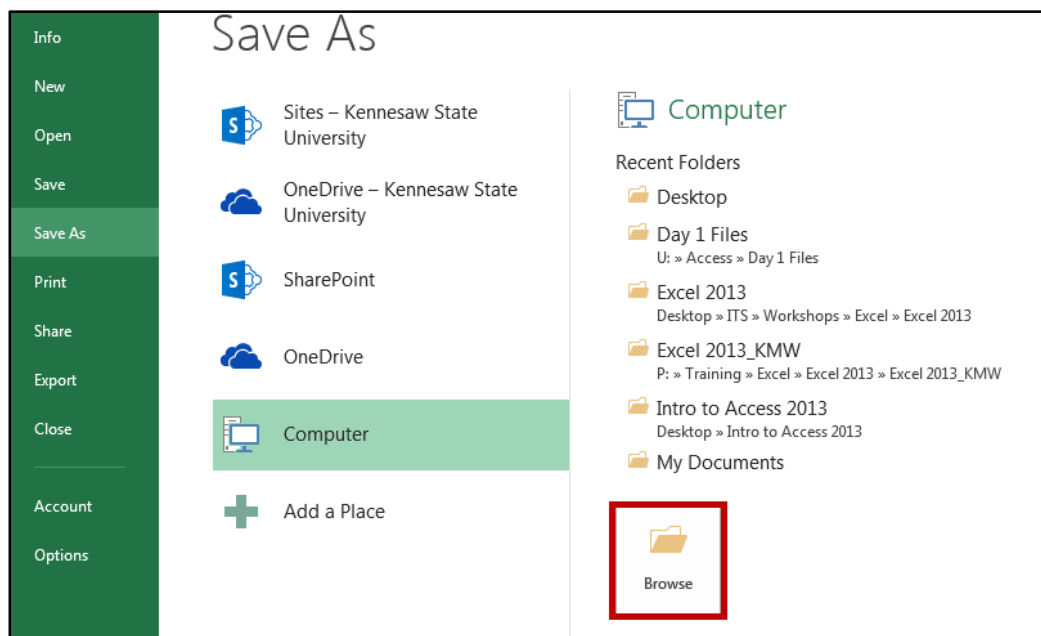 Info
New
Open
Save
Save As
Print
Share
Export
Close
Account
Options
Save As
Sites – Kennesaw State
University
OneDrive – Kennesaw State
University
SharePoint
OneDrive
Computer
Add a Place
Computer
Recent Folders
Desktop
Day 1 Files
U: » Access » Day 1 Files
Excel 2013
Desktop » ITS » Workshops » Excel » Excel 2013
Excel 2013_KMW
P: » Training » Excel » Excel 2013 » Excel 2013_KMW
Intro to Access 2013
Desktop » Intro to Access 2013
My Documents
Browse